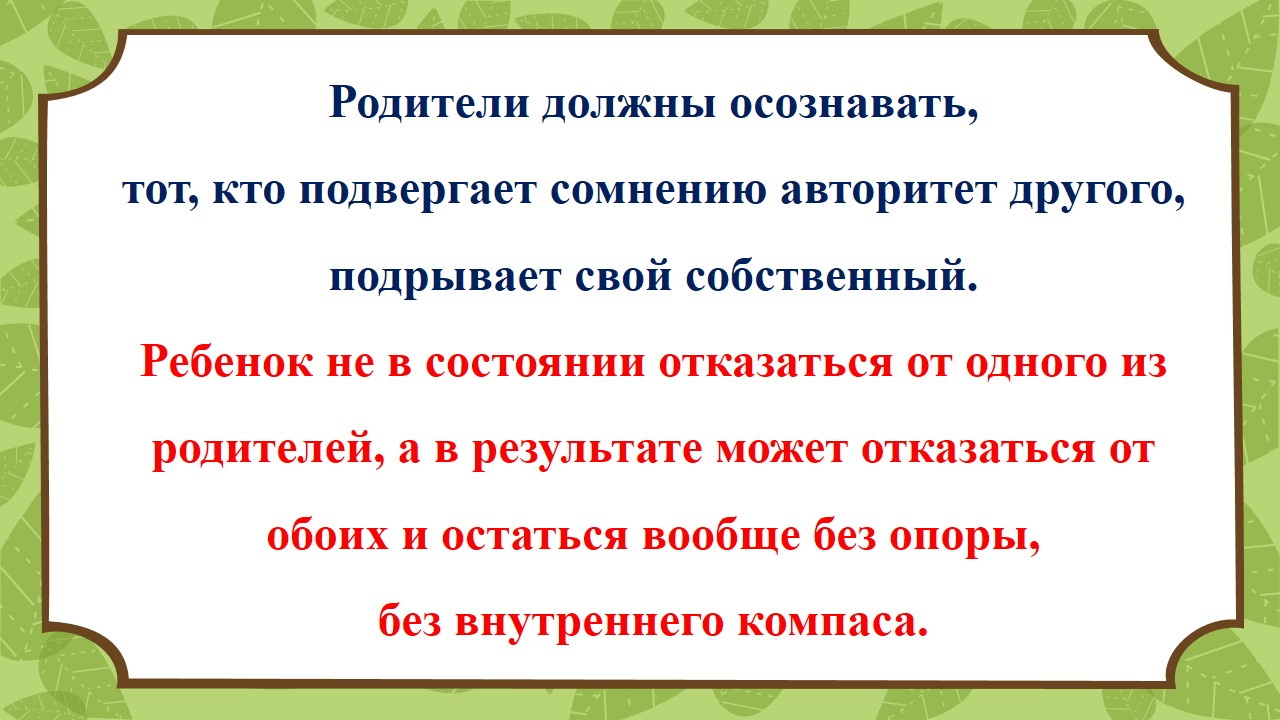 Родители должны осознавать,
тот, кто подвергает сомнению авторитет другого,
подрывает свой собственный.
Ребенок не в состоянии отказаться от одного из
родителей, а в результате может отказаться от
обоих и остаться вообще без опоры,
без внутреннего компаса.